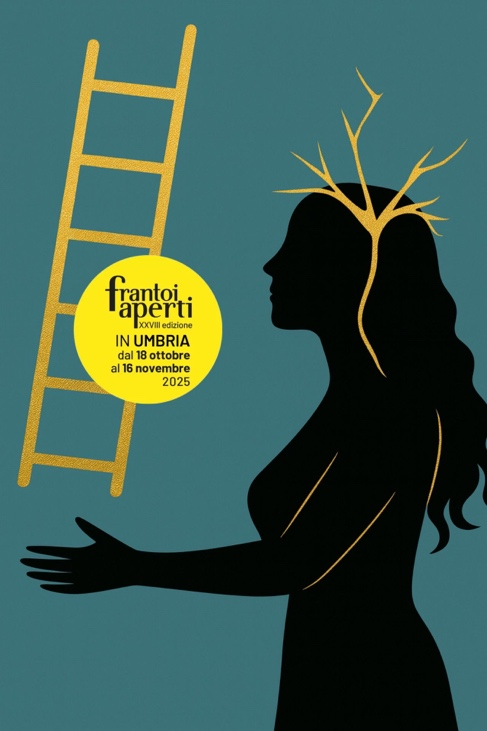 frantoi
aperti
XXVIII edizione
IN UMBRIA
dal 18 ottobre
al 16 novembre
2025